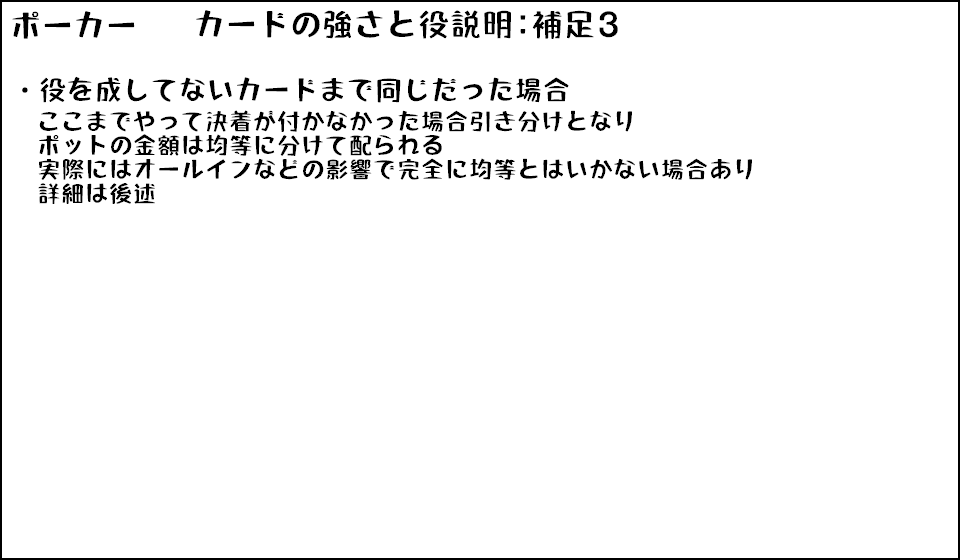 ポーカー　　カードの強さと役説明：補足３
・役を成してないカードまで同じだった場合
ここまでやって決着が付かなかった場合引き分けとなり
ポットの金額は均等に分けて配られる
実際にはオールインなどの影響で完全に均等とはいかない場合あり
詳細は後述